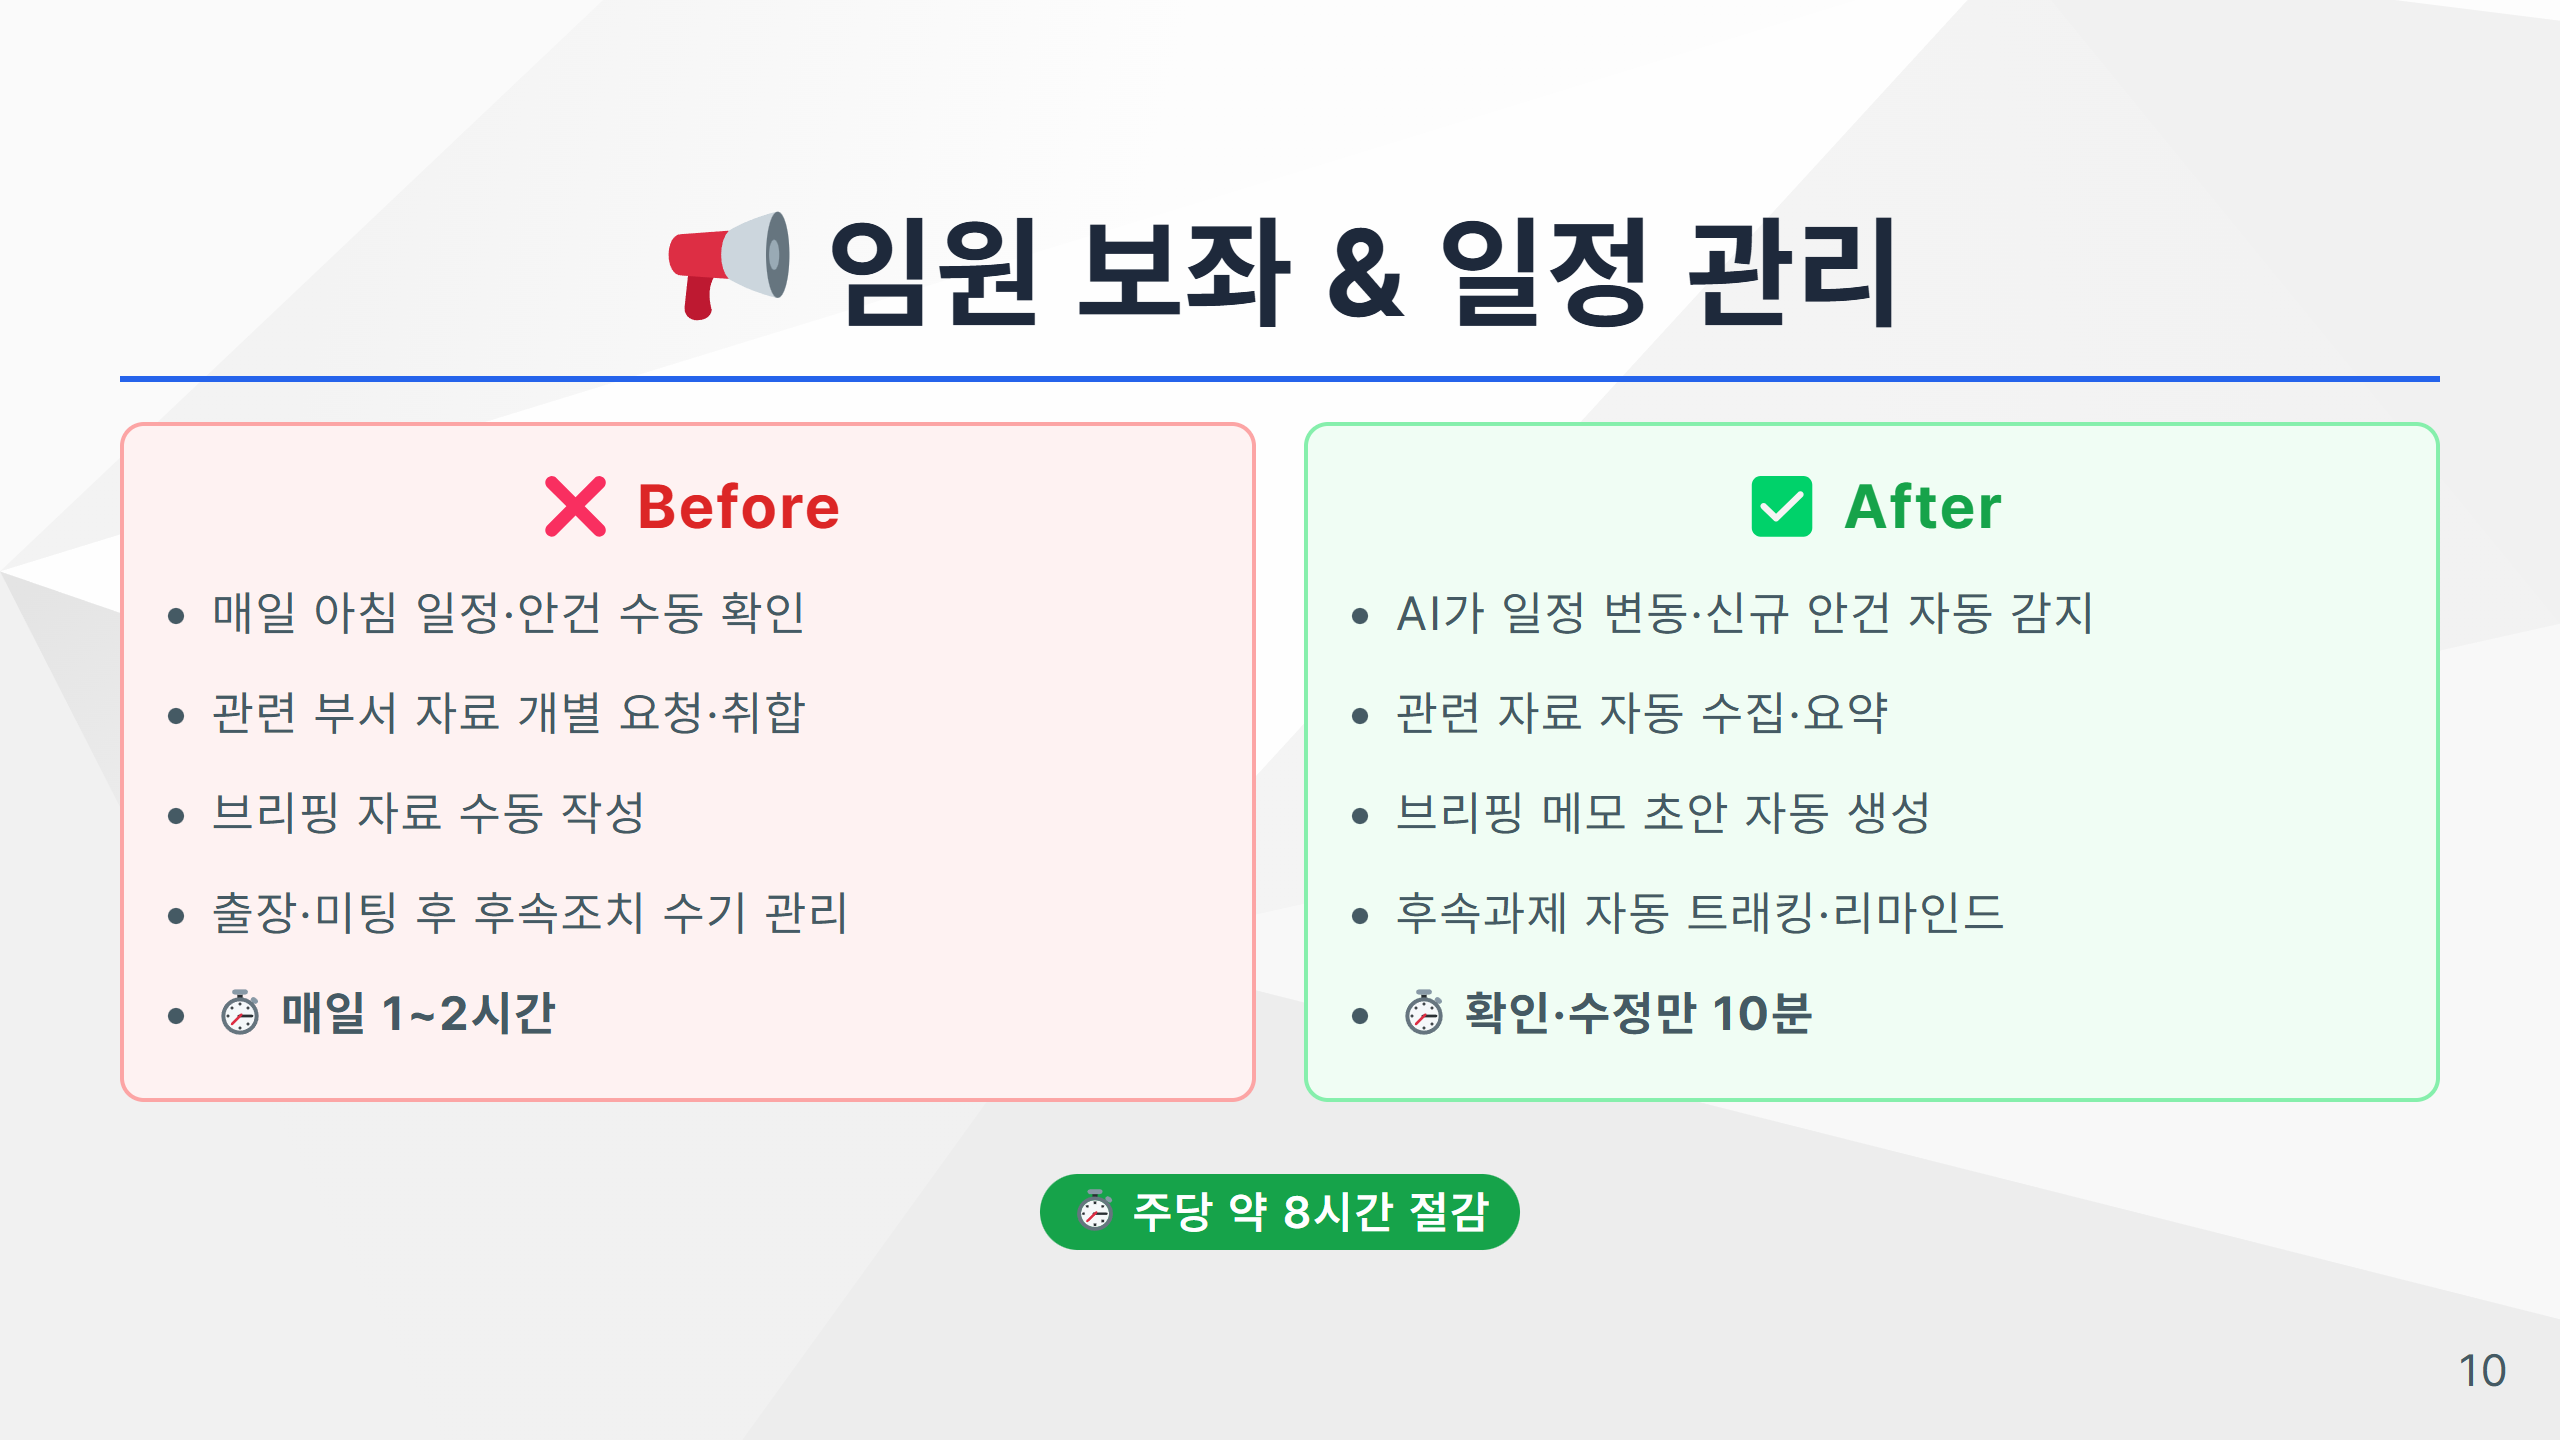 임원 보좌 & 일정 관리
Before
매일 아침 일정·안건 수동 확인
관련 부서 자료 개별 요청·취합
브리핑 자료 수동 작성
출장·미팅 후 후속조치 수기 관리
매일 1~2시간
After
AI가 일정 변동·신규 안건 자동 감지
관련 자료 자동 수집·요약
브리핑 메모 초안 자동 생성
후속과제 자동 트래킹·리마인드
확인·수정만 10분
주당 약 8시간 절감
10